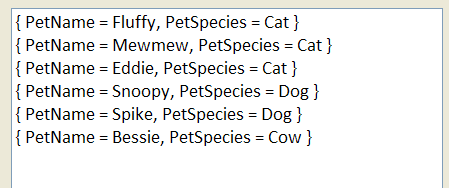 { PetName = Fluffy, PetSpecies = Cat }
{ PetName = Mewmew, PetSpecies = Cat }
{ PetName = Eddie, PetSpecies = Cat }
{ PetName = Snoopy, PetSpecies = Dog }
{ PetName = Spike, PetSpecies = Dog }
{ PetName = Bessie, PetSpecies = Cow }